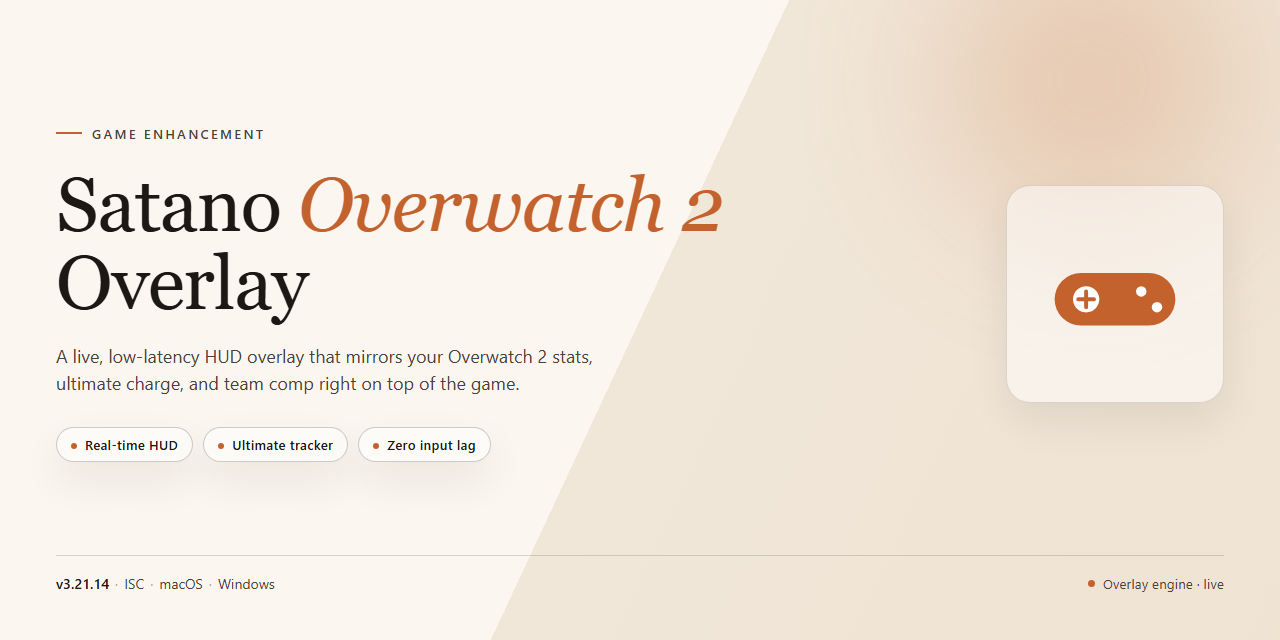 GAME ENHANCEMENT
Satano Overwatch 2
Overlay
A live, low-latency HUD overlay that mirrors your Overwatch 2 stats,
ultimate charge, and team comp right on top of the game.
Real-time HUD
Ultimate tracker
Zero input lag
v3.21.14 · ISC · macOS · Windows
Overlay engine · live